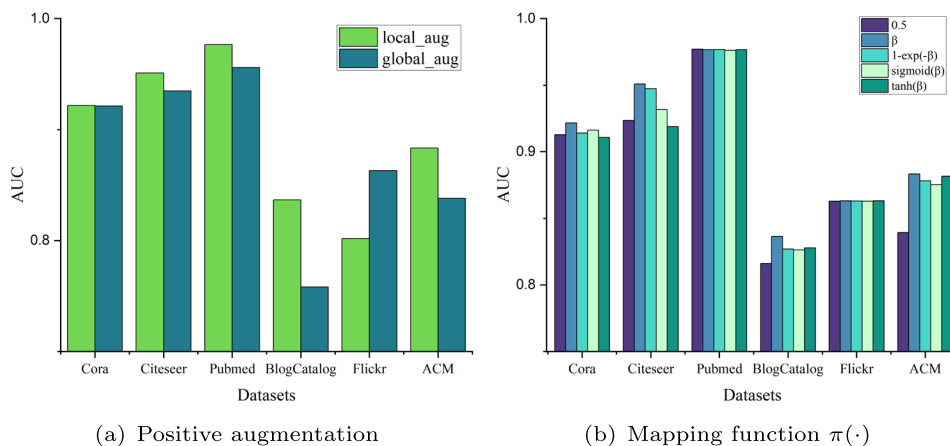 1.0
0.8
AUC
local_aug
global_aug
Cora
Citeseer
Pubmed
BlogCatalog
Flickr
ACM
Datasets
(a) Positive augmentation
1.0
0.9
0.8
AUC
0.5
β
1-exp(-β)
sigmoid(β)
tanh(β)
Cora
Citeseer
Pubmed
BlogCatalog
Flickr
ACM
Datasets
(b) Mapping function π(·)